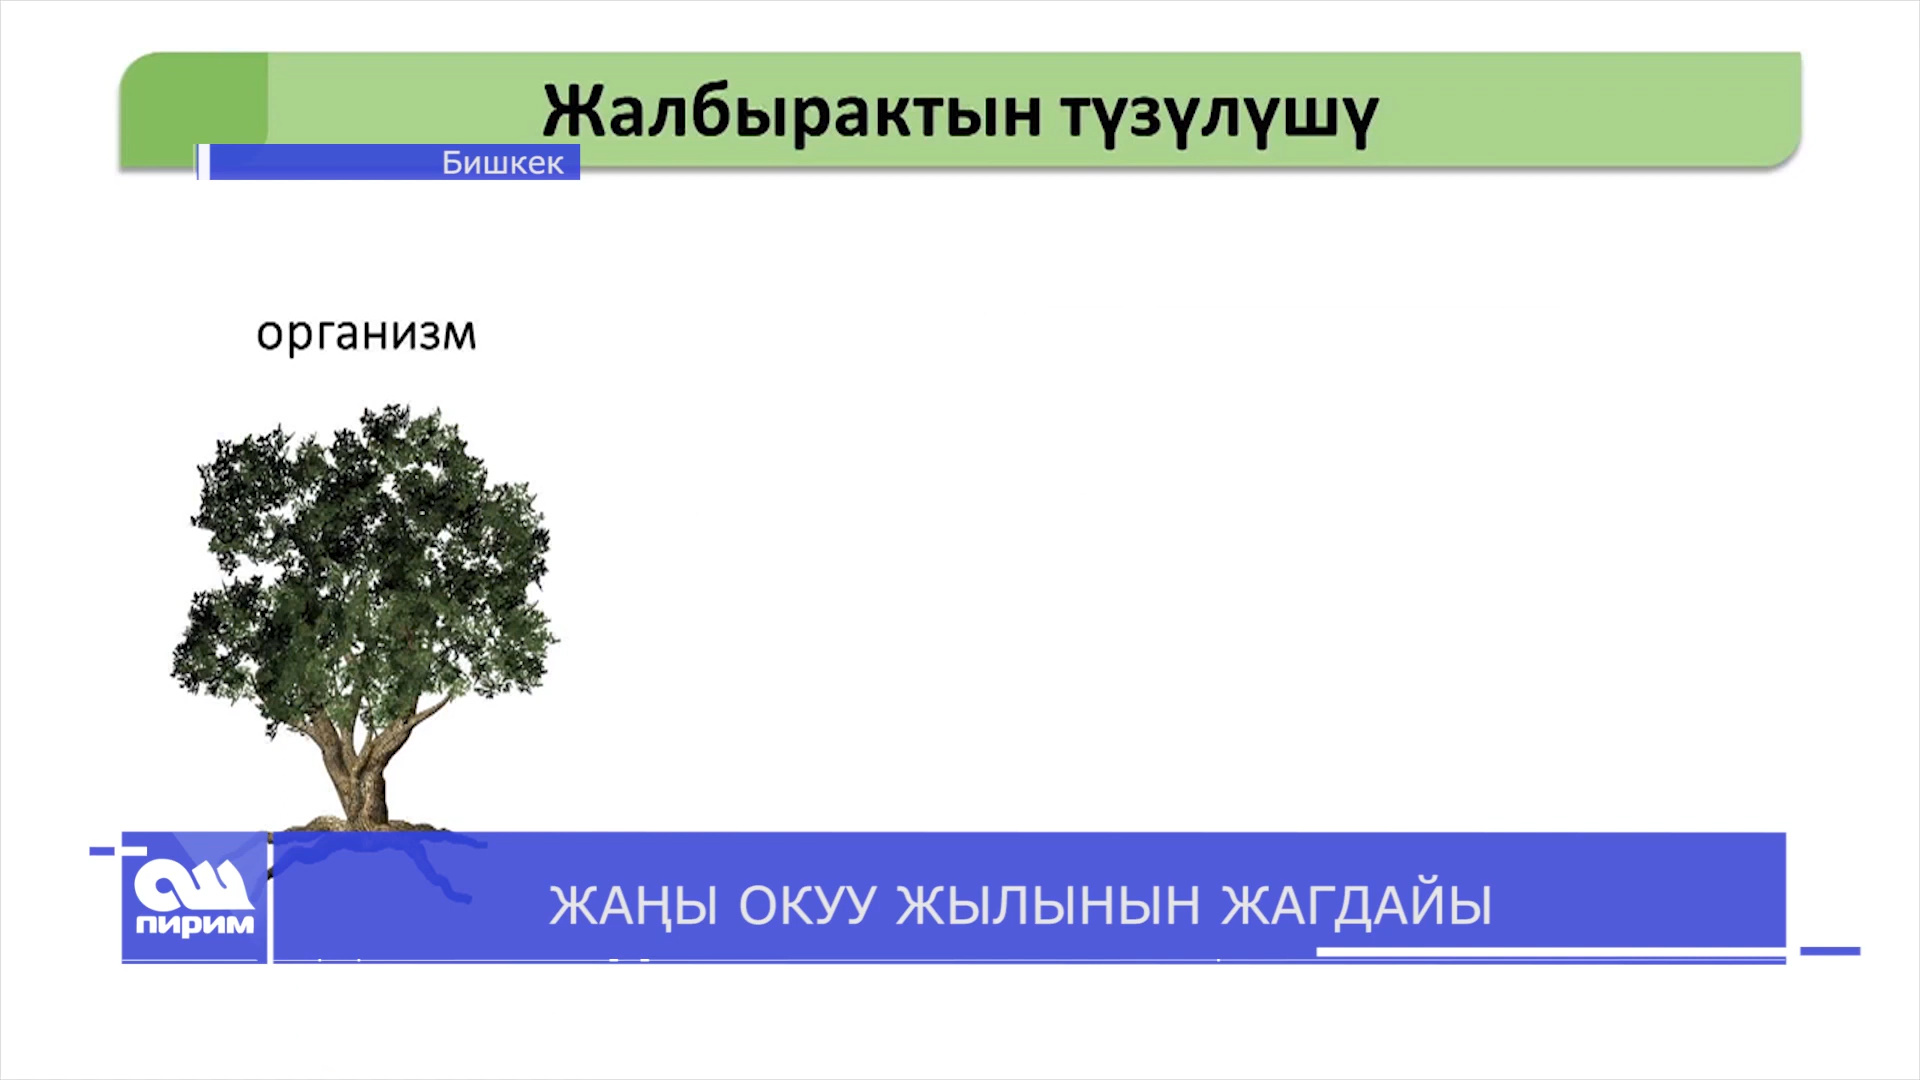 Жалбырактын түзүлүшү
Бишкек
организм
ОШ
ПИРИМ
ЖАҢЫ ОКУУ ЖЫЛЫНЫН ЖАГДАЙЫ